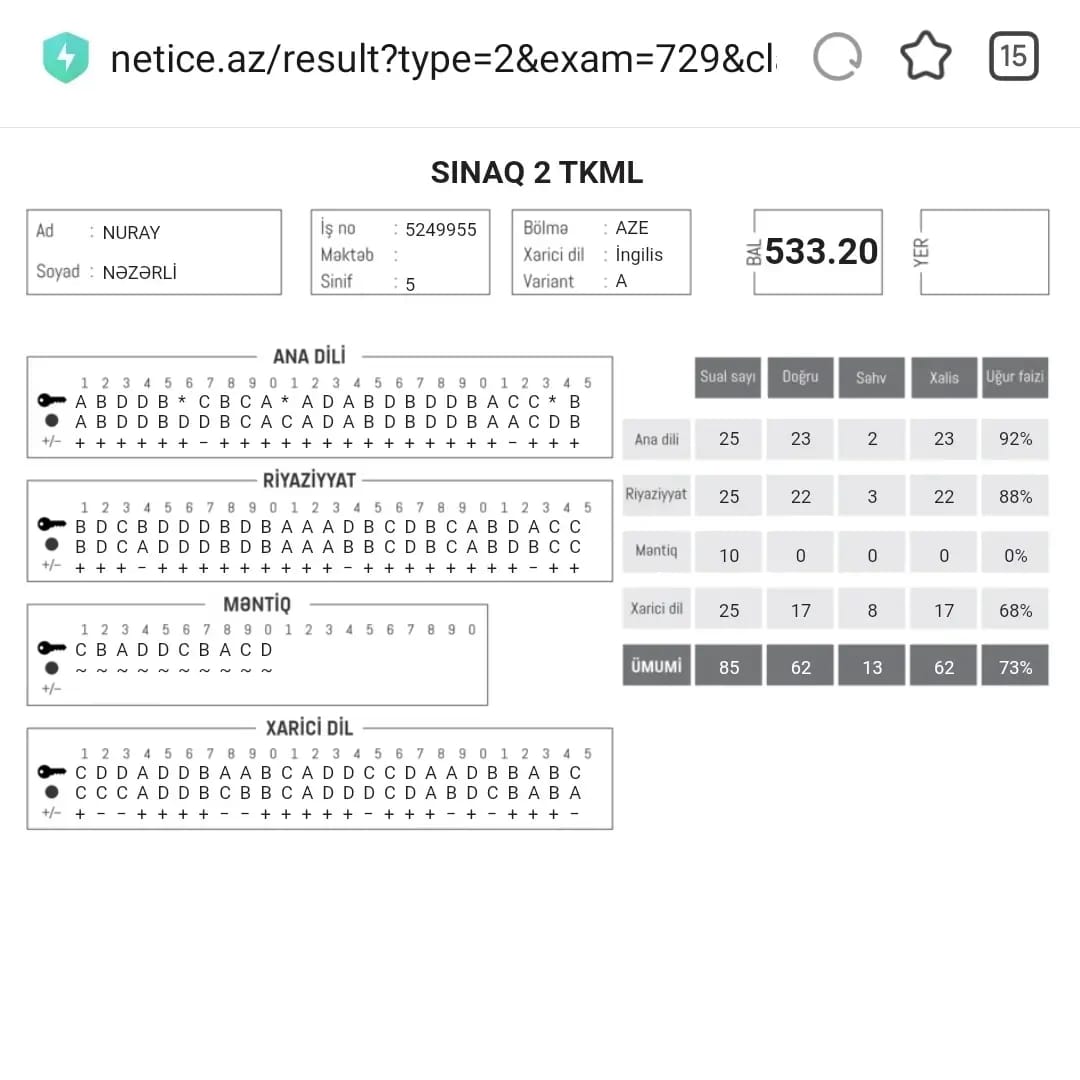 netice.az/result?type=2&exam=729&cl
15
SINAQ 2 TKML
Ad : NURAY
Soyad : NƏZƏRLİ
İş no : 5249955
Məktəb :
Sinif : 5
Bölmə : AZE
Xarici dil : İngilis
Variant : A
BAL 533.20
YER
ANA DİLİ
1 2 3 4 5 6 7 8 9 0 1 2 3 4 5 6 7 8 9 0 1 2 3 4 5
A B D D B * C B C A * A D A B D B D D B A C C * B
A B D D B D D B C A C A D A B D B D D B A A C D B
+/- + + + + + + - + + + + + + + + + + + + + + - + + +
RİYAZİYYAT
1 2 3 4 5 6 7 8 9 0 1 2 3 4 5 6 7 8 9 0 1 2 3 4 5
B D C B D D D B D B A A A D B C D B C A B D A C C
B D C A D D D B D B A A A B B C D B C A B D B C C
+/- + + + - + + + + + + + + + - + + + + + + + + - + +
MƏNTİQ
1 2 3 4 5 6 7 8 9 0 1 2 3 4 5 6 7 8 9 0
C B A D D C B A C D
~ ~ ~ ~ ~ ~ ~ ~ ~ ~
+/-
XARİCİ DİL
1 2 3 4 5 6 7 8 9 0 1 2 3 4 5 6 7 8 9 0 1 2 3 4 5
C D D A D D B A A B C A D D C C D A A D B B A B C
C C C A D D B C B B C A D D D C D A B D C B A B A
+/- + - - + + + + - - + + + + + - + + + - + - + + + -
Sual sayı Doğru Səhv Xalis Uğur faizi
Ana dili 25 23 2 23 92%
Riyaziyyat 25 22 3 22 88%
Məntiq 10 0 0 0 0%
Xarici dil 25 17 8 17 68%
ÜMUMİ 85 62 13 62 73%